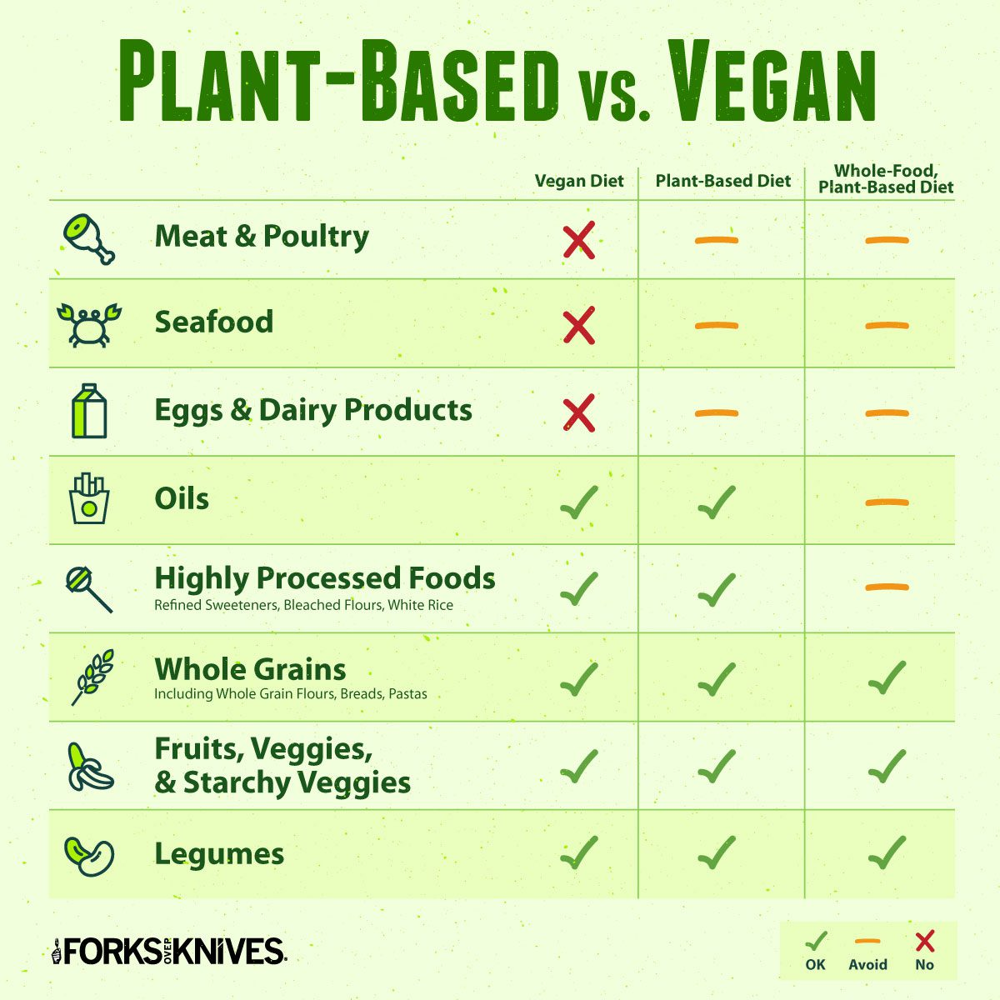 PLANT-BASED VS. VEGAN
Vegan Diet
Plant-Based Diet
Whole-Food,
Plant-Based Diet
Meat & Poultry
Seafood
Eggs & Dairy Products
Oils
Highly Processed Foods
Refined Sweeteners, Bleached Flours, White Rice
Whole Grains
Including Whole Grain Flours, Breads, Pastas
Fruits, Veggies,
& Starchy Veggies
Legumes
FORKS OVER KNIVES®
OK
Avoid
No